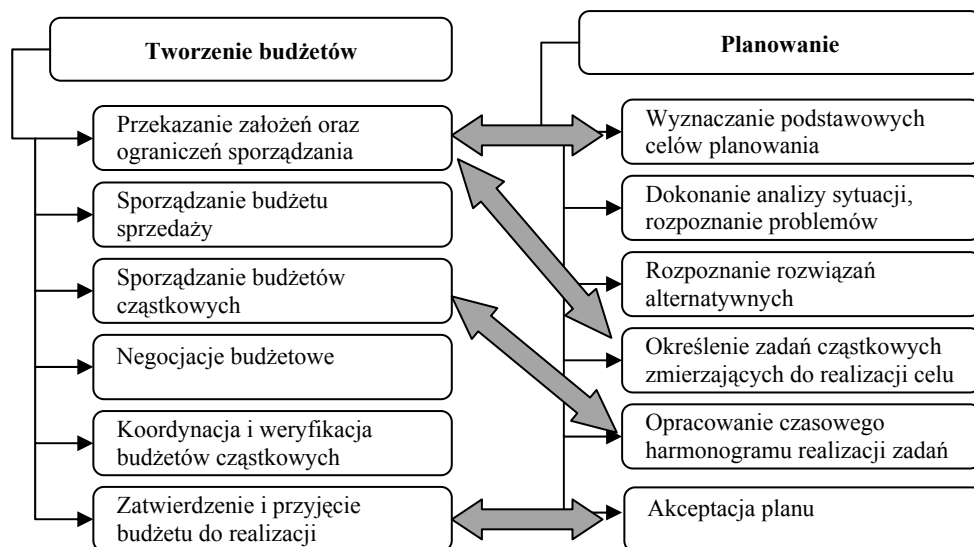 Tworzenie budżetów
Przekazanie założeń oraz
ograniczeń sporządzania
Sporządzanie budżetu
sprzedaży
Sporządzanie budżetów
cząstkowych
Negocjacje budżetowe
Koordynacja i weryfikacja
budżetów cząstkowych
Zatwierdzenie i przyjęcie
budżetu do realizacji
Planowanie
Wyznaczanie podstawowych
celów planowania
Dokonanie analizy sytuacji,
rozpoznanie problemów
Rozpoznanie rozwiązań
alternatywnych
Określenie zadań cząstkowych
zmierzających do realizacji celu
Opracowanie czasowego
harmonogramu realizacji zadań
Akceptacja planu